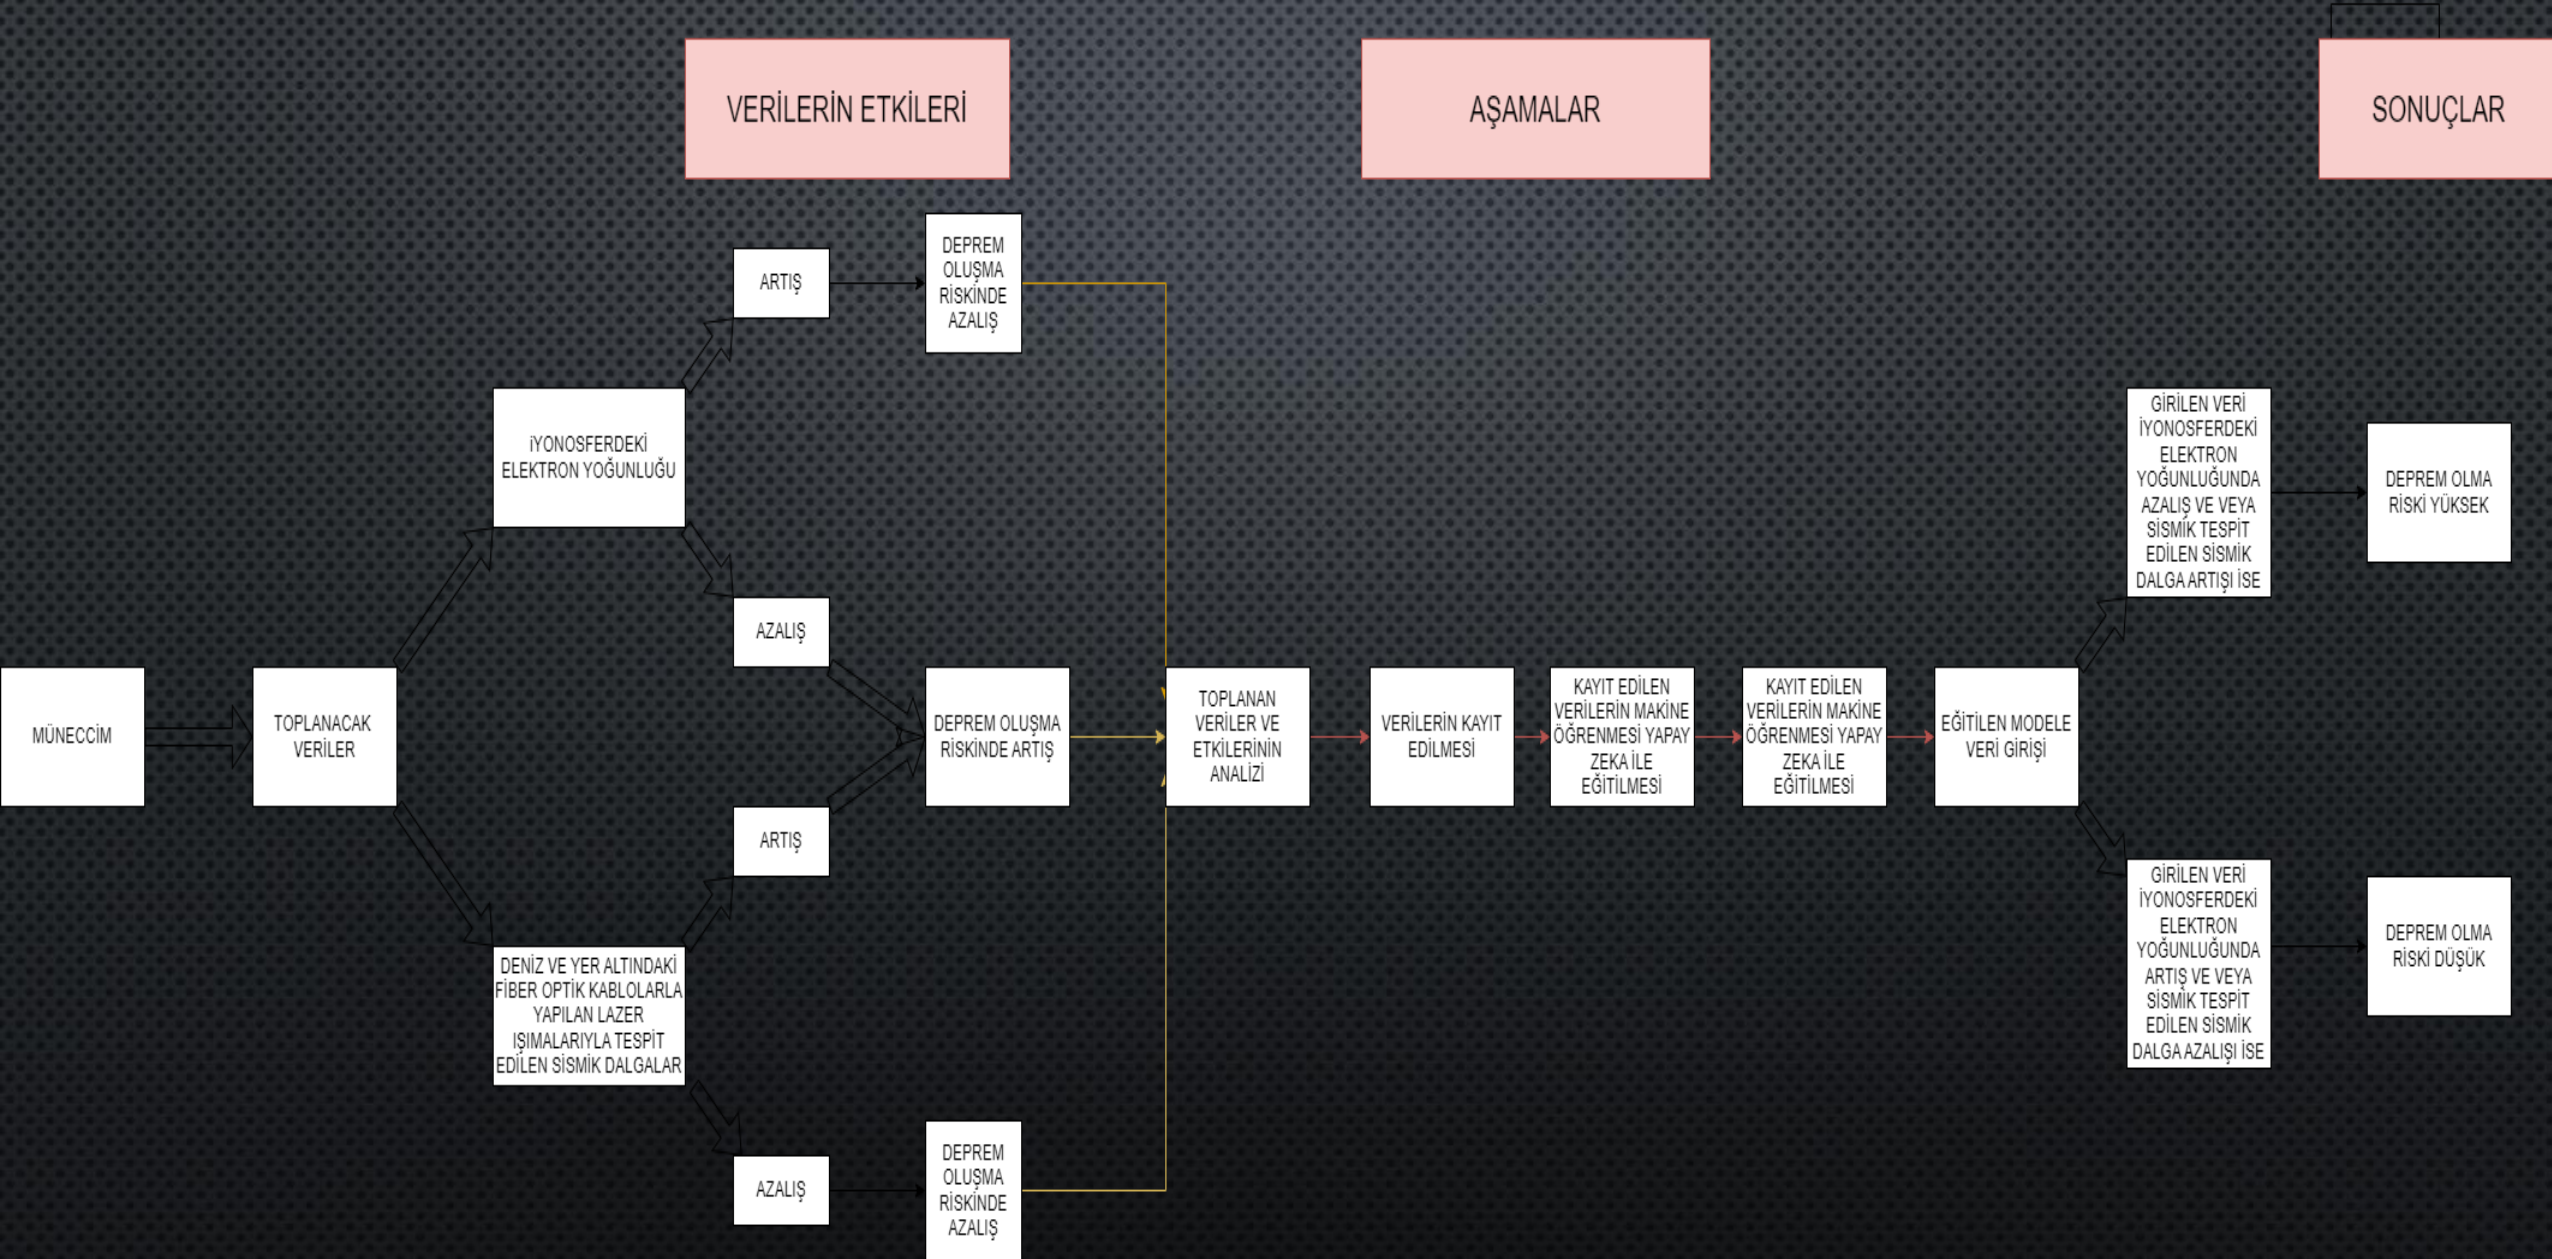 VERİLERİN ETKİLERİ
AŞAMALAR
SONUÇLAR
MÜNECCİM
TOPLANACAK
VERİLER
iYONOSFERDEKİ
ELEKTRON YOĞUNLUĞU
DENİZ VE YER ALTINDAKİ
FİBER OPTİK KABLOLARLA
YAPILAN LAZER
IŞIMALARIYLA TESPİT
EDİLEN SİSMİK DALGALAR
ARTIŞ
DEPREM
OLUŞMA
RİSKİNDE
AZALIŞ
AZALIŞ
ARTIŞ
DEPREM OLUŞMA
RİSKİNDE ARTIŞ
AZALIŞ
DEPREM
OLUŞMA
RİSKİNDE
AZALIŞ
TOPLANAN
VERİLER VE
ETKİLERİNİN
ANALİZİ
VERİLERİN KAYIT
EDİLMESİ
KAYIT EDİLEN
VERİLERİN MAKİNE
ÖĞRENMESİ YAPAY
ZEKA İLE
EĞİTİLMESİ
KAYIT EDİLEN
VERİLERİN MAKİNE
ÖĞRENMESİ YAPAY
ZEKA İLE
EĞİTİLMESİ
EĞİTİLEN MODELE
VERİ GİRİŞİ
GİRİLEN VERİ
İYONOSFERDEKİ
ELEKTRON
YOĞUNLUĞUNDA
AZALIŞ VE VEYA
SİSMİK TESPİT
EDİLEN SİSMİK
DALGA ARTIŞI İSE
DEPREM OLMA
RİSKİ YÜKSEK
GİRİLEN VERİ
İYONOSFERDEKİ
ELEKTRON
YOĞUNLUĞUNDA
ARTIŞ VE VEYA
SİSMİK TESPİT
EDİLEN SİSMİK
DALGA AZALIŞI İSE
DEPREM OLMA
RİSKİ DÜŞÜK